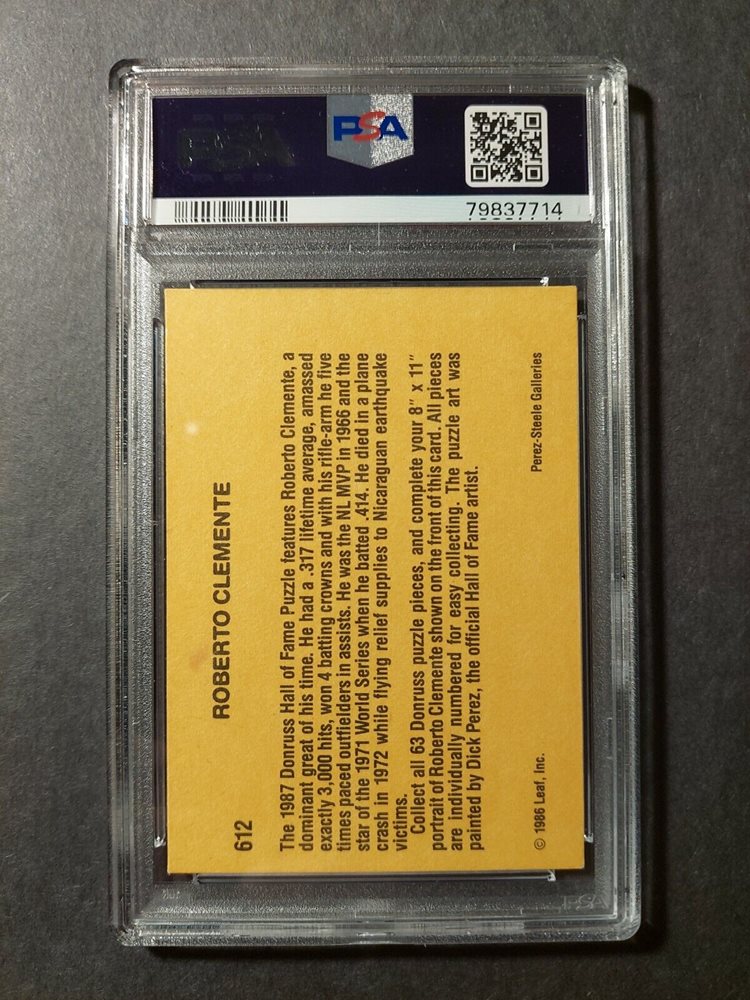 PSA
PSA
79837714
612
ROBERTO CLEMENTE
The 1987 Donruss Hall of Fame Puzzle features Roberto Clemente, a
dominant great of his time. He had a .317 lifetime average, amassed
exactly 3,000 hits, won 4 batting crowns and with his rifle-arm he five
times paced outfielders in assists. He was the NL MVP in 1966 and the
star of the 1971 World Series when he batted .414. He died in a plane
crash in 1972 while flying relief supplies to Nicaraguan earthquake
victims.
Collect all 63 Donruss puzzle pieces, and complete your 8" x 11"
portrait of Roberto Clemente shown on the front of this card. All pieces
are individually numbered for easy collecting. The puzzle art was
painted by Dick Perez, the official Hall of Fame artist.
© 1986 Leaf, Inc.
Perez-Steele Galleries
PSA